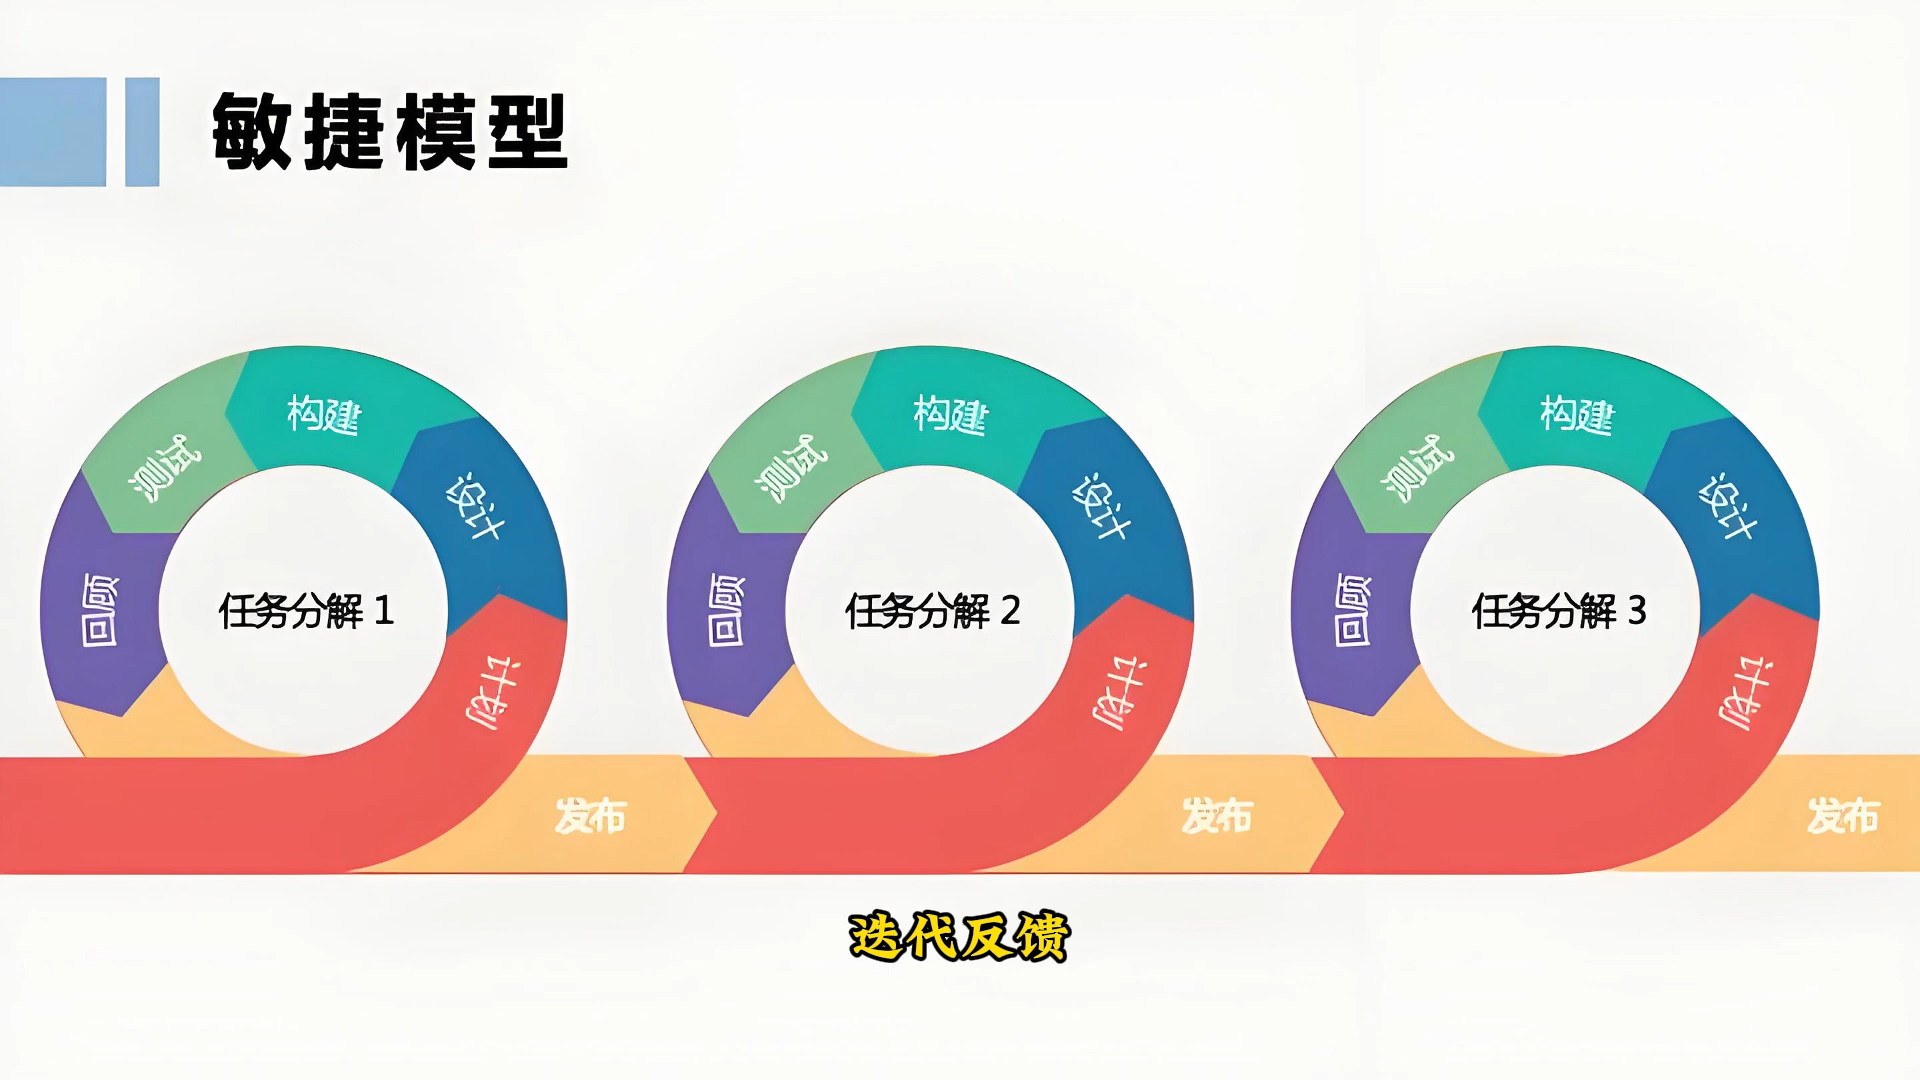 敏捷模型
构建
测试
设计
回顾
任务分解 1
计划
发布
构建
测试
设计
回顾
任务分解 2
计划
发布
构建
测试
设计
回顾
任务分解 3
计划
发布
迭代反馈